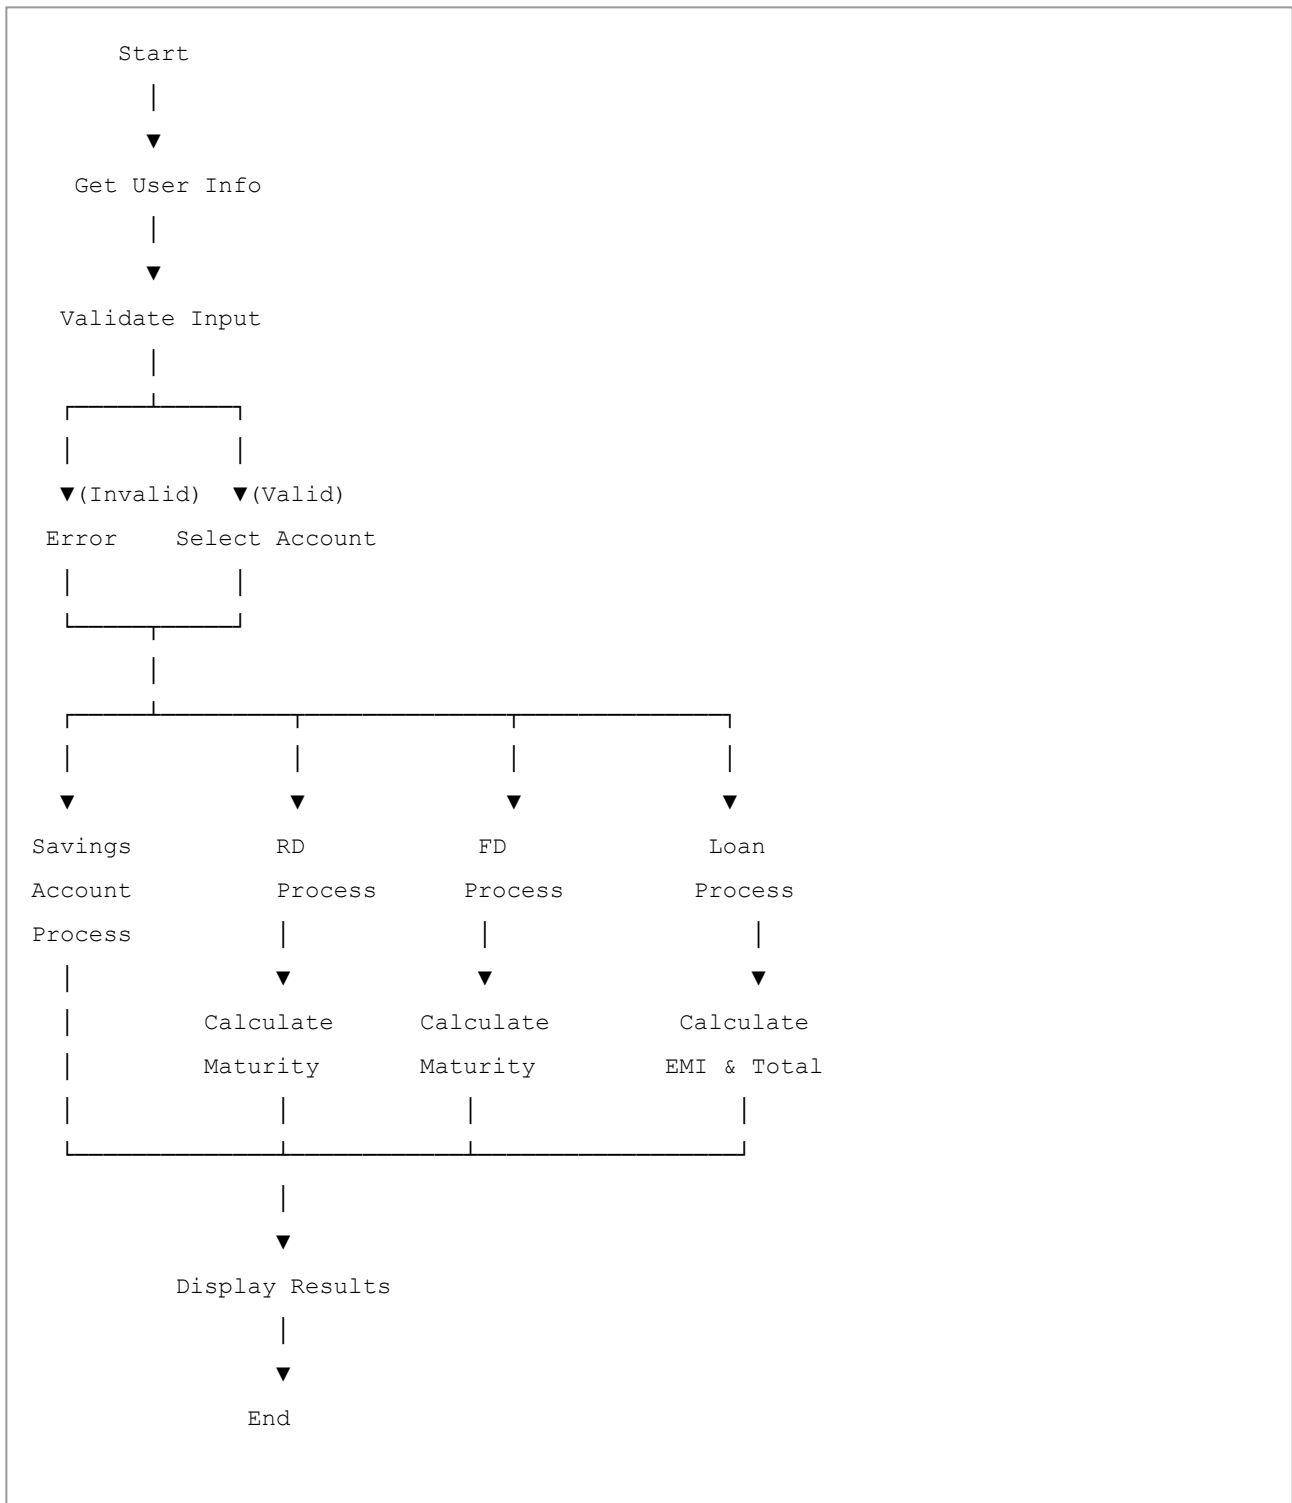 Start
▼
Get User Info
▼
Validate Input
▼(Invalid) ▼(Valid)
Error Select Account
▼ ▼ ▼ ▼
Savings RD FD Loan
Account Process Process Process
Process
▼ ▼ ▼
Calculate Calculate Calculate
Maturity Maturity EMI & Total
▼
Display Results
▼
End